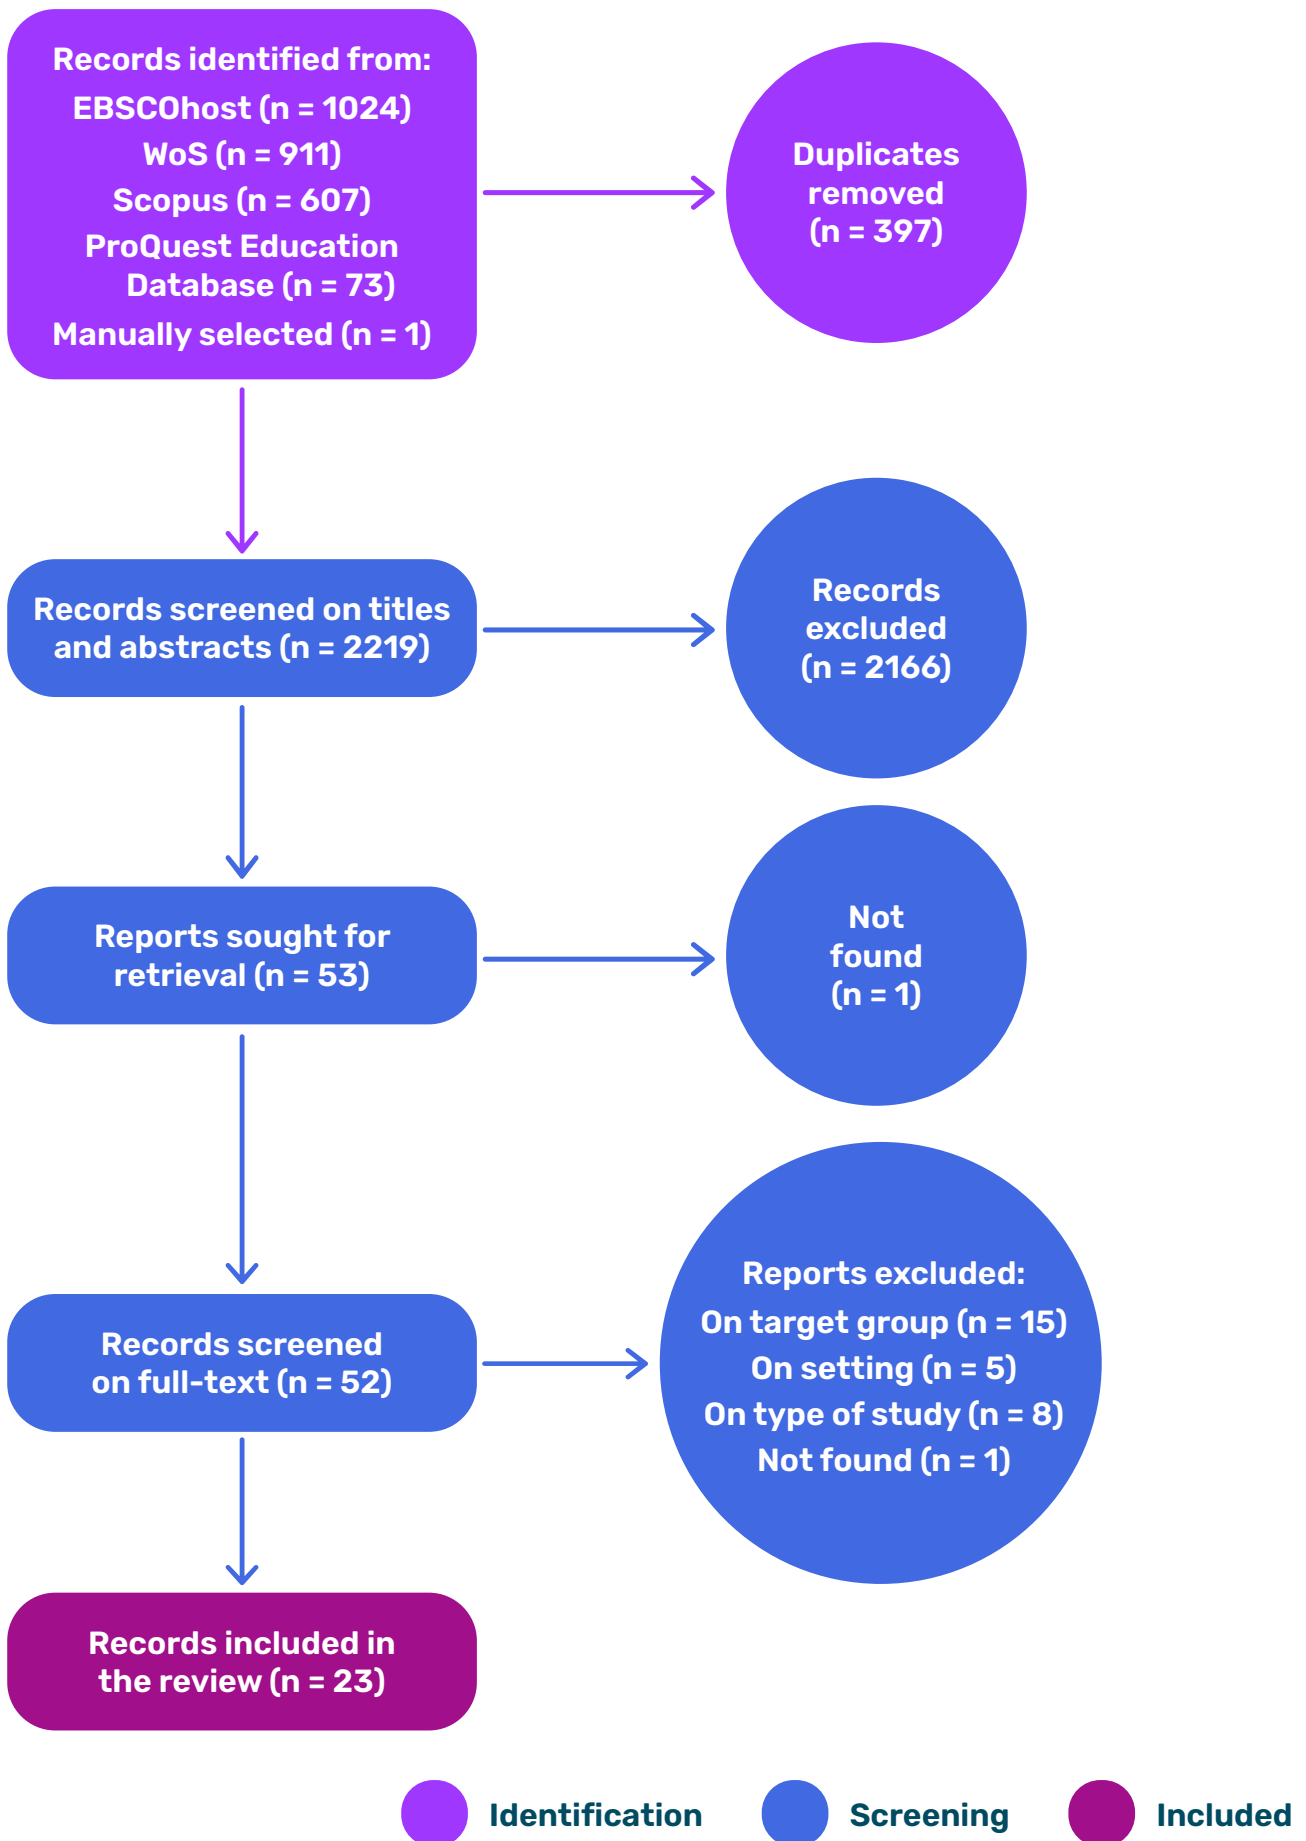 Records identified from:
EBSCOhost (n = 1024)
WoS (n = 911)
Scopus (n = 607)
ProQuest Education
Database (n = 73)
Manually selected (n = 1)
Duplicates
removed
(n = 397)
Records screened on titles
and abstracts (n = 2219)
Records
excluded
(n = 2166)
Reports sought for
retrieval (n = 53)
Not
found
(n = 1)
Records screened
on full-text (n = 52)
Reports excluded:
On target group (n = 15)
On setting (n = 5)
On type of study (n = 8)
Not found (n = 1)
Records included in
the review (n = 23)
Identification
Screening
Included